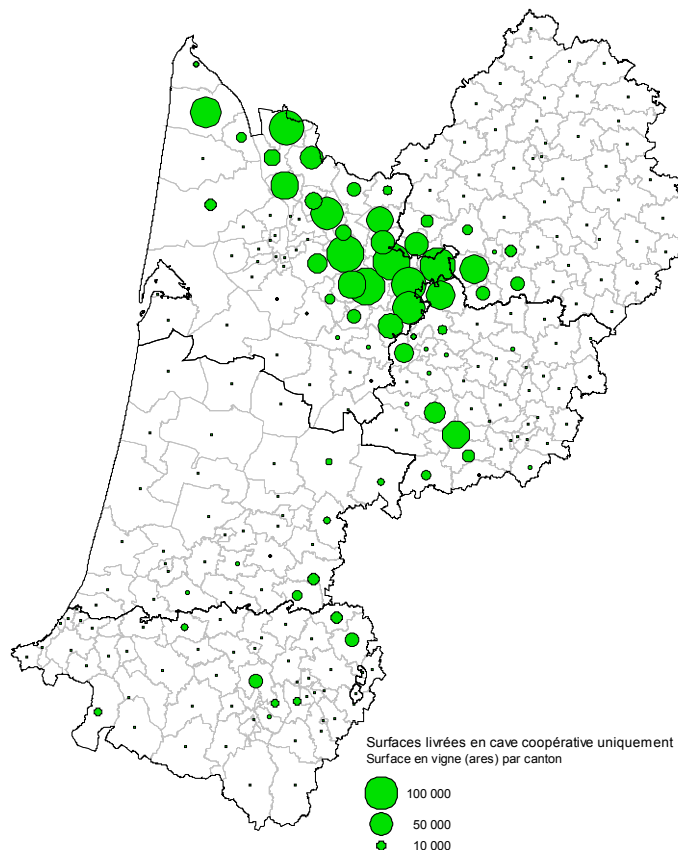 Surfaces livrées en cave coopérative uniquement
Surface en vigne (ares) par canton
100 000
50 000
10 000